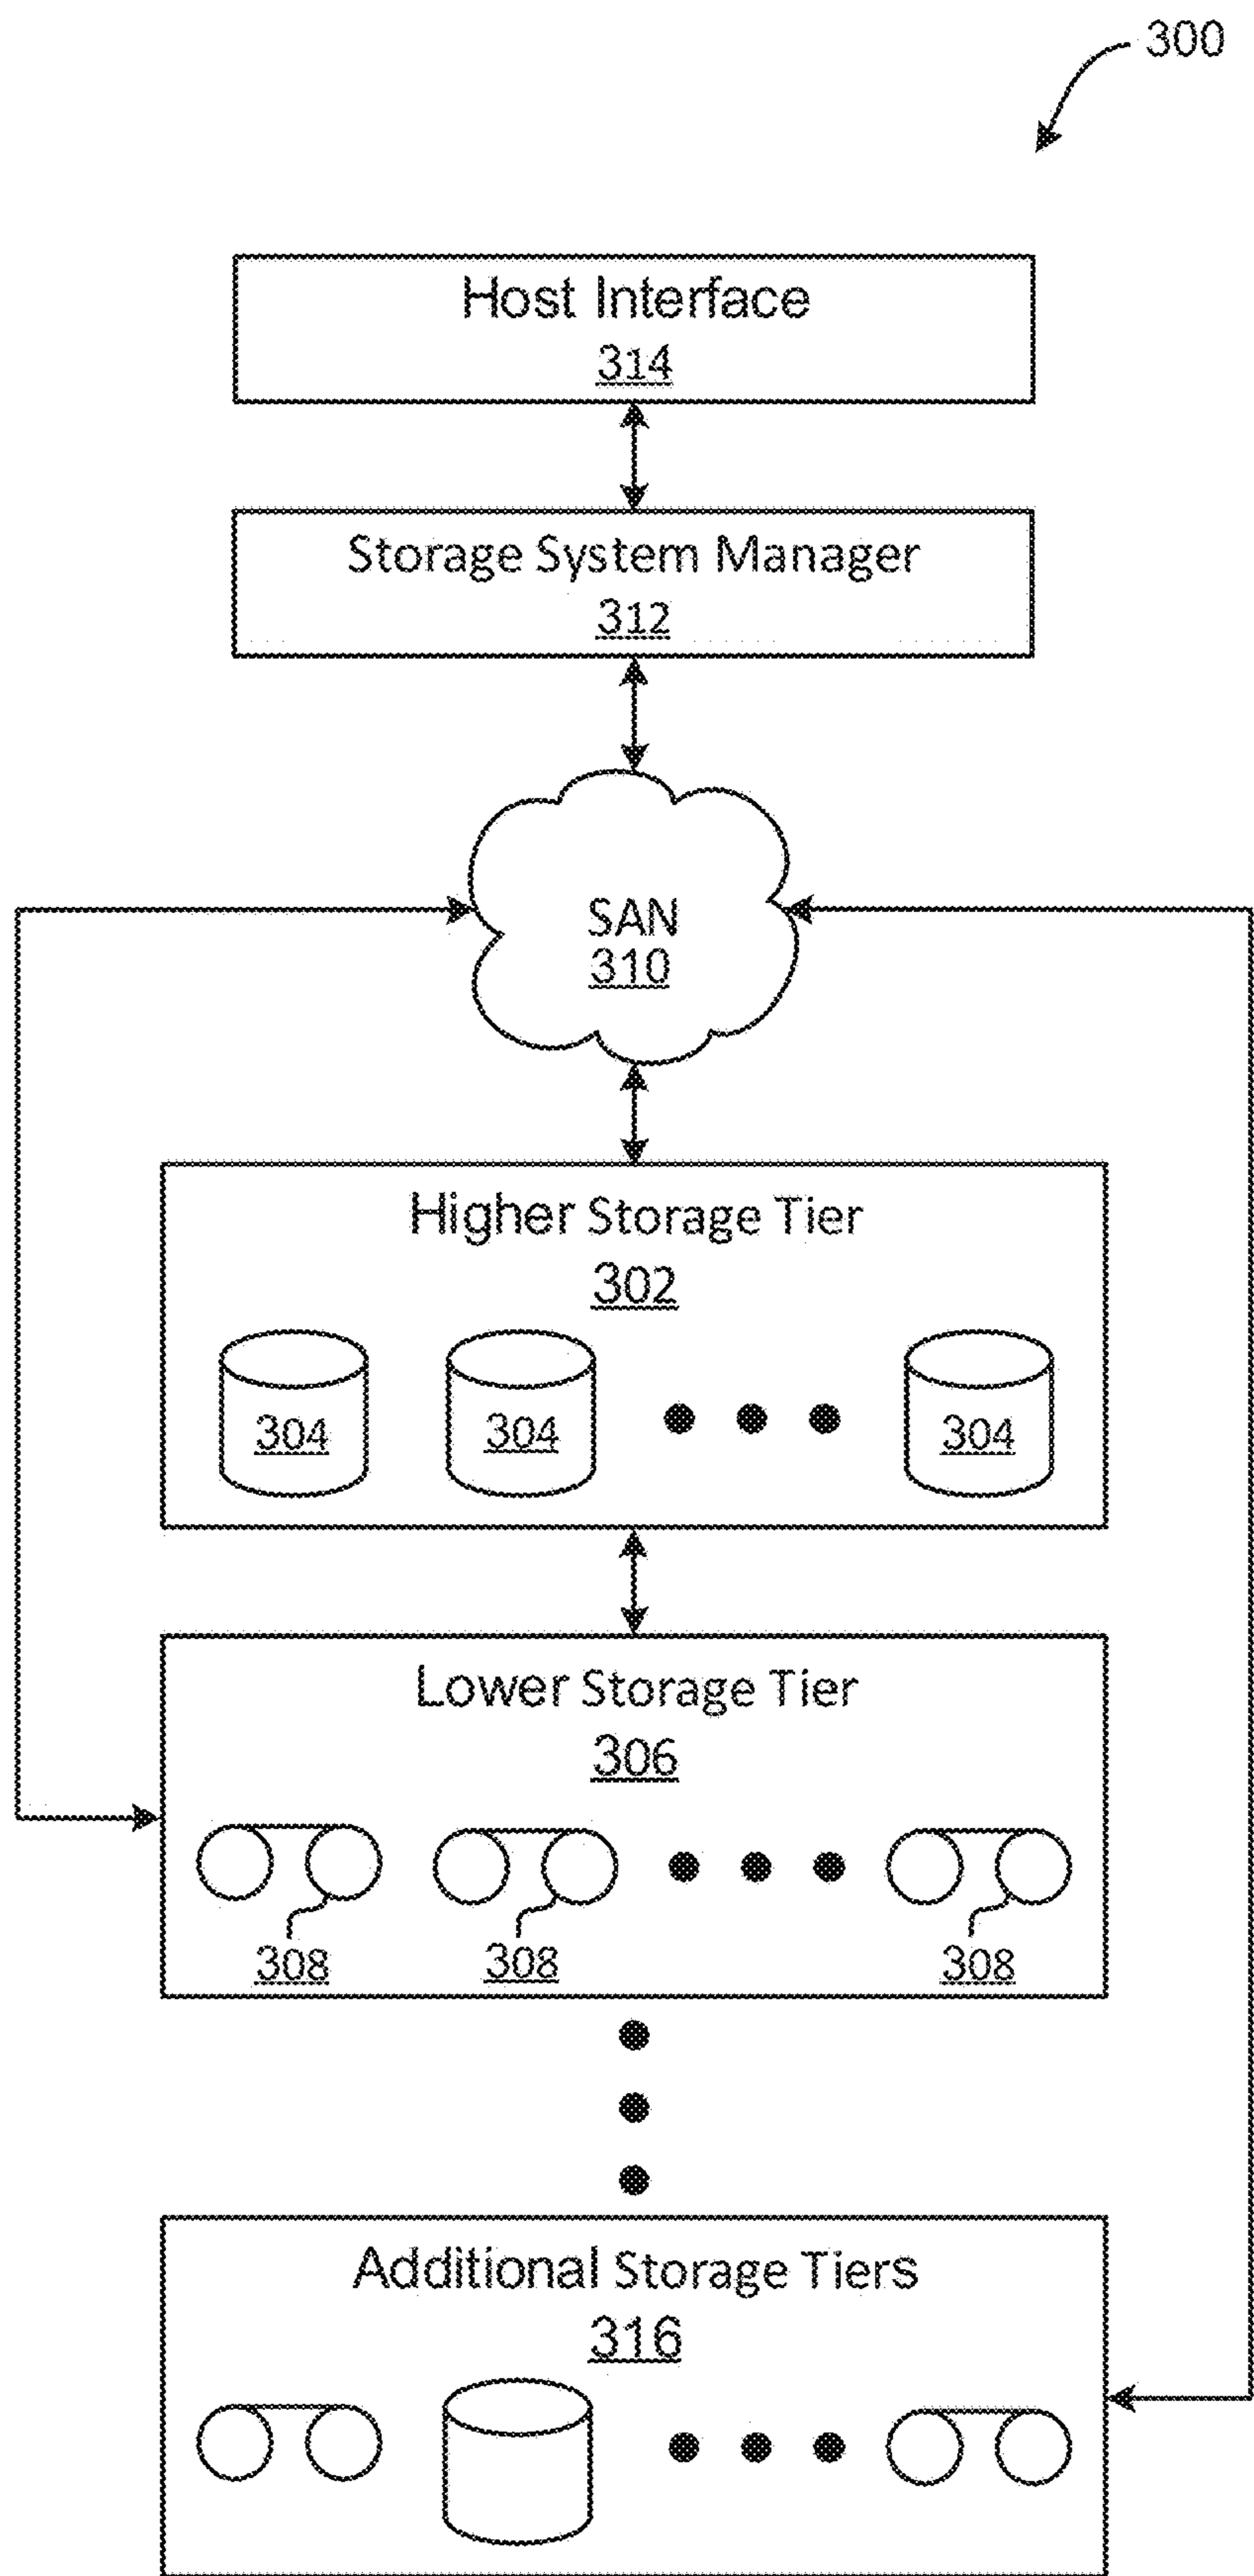 300
Host Interface
314
Storage System Manager
312
SAN
310
Higher Storage Tier
302
304 304 304
Lower Storage Tier
306
308 308 308
Additional Storage Tiers
316